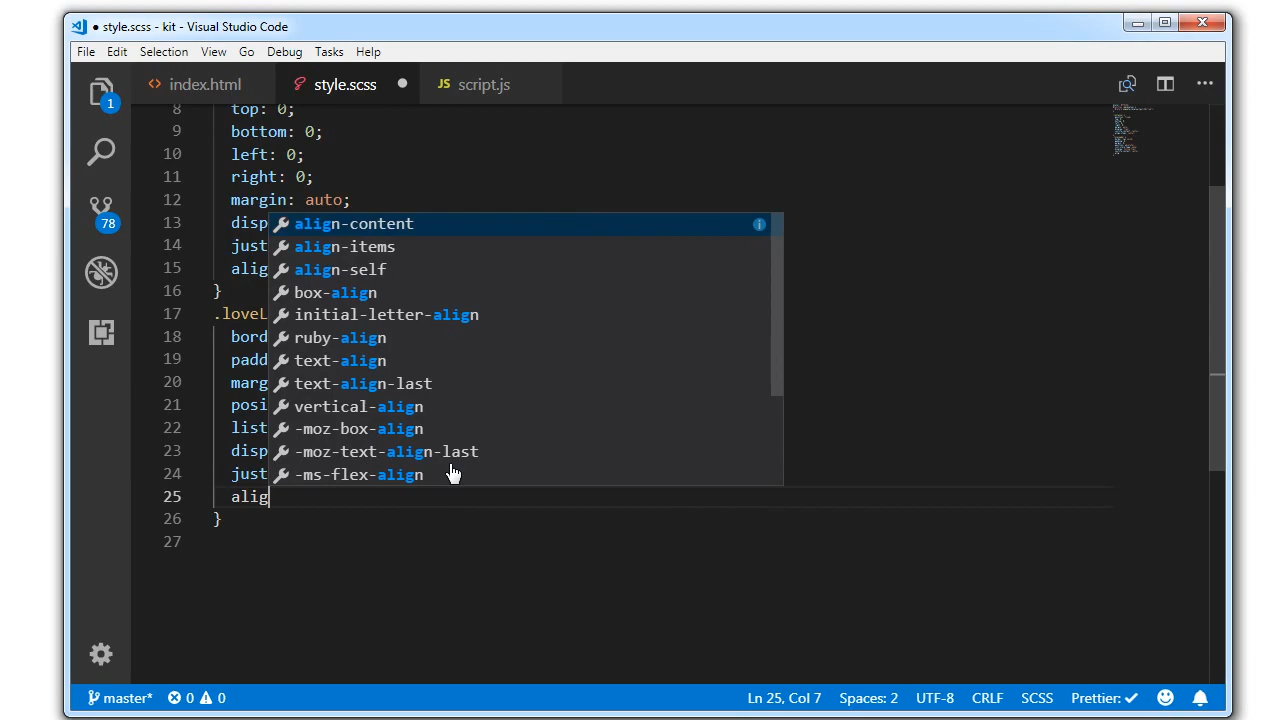 ● style.scss - kit - Visual Studio Code
File Edit Selection View Go Debug Tasks Help
<> index.html style.scss ● JS script.js ...
1
78
8 top: 0;
9 bottom: 0;
10 left: 0;
11 right: 0;
12 margin: auto;
13 disp
14 just
15 alig
16 }
17 .loveL
18 bord
19 padd
20 marg
21 posi
22 list
23 disp
24 just
25 alig
26 }
27
align-content
align-items
align-self
box-align
initial-letter-align
ruby-align
text-align
text-align-last
vertical-align
-moz-box-align
-moz-text-align-last
-ms-flex-align
master* 0 0 Ln 25, Col 7 Spaces: 2 UTF-8 CRLF SCSS Prettier: ✓